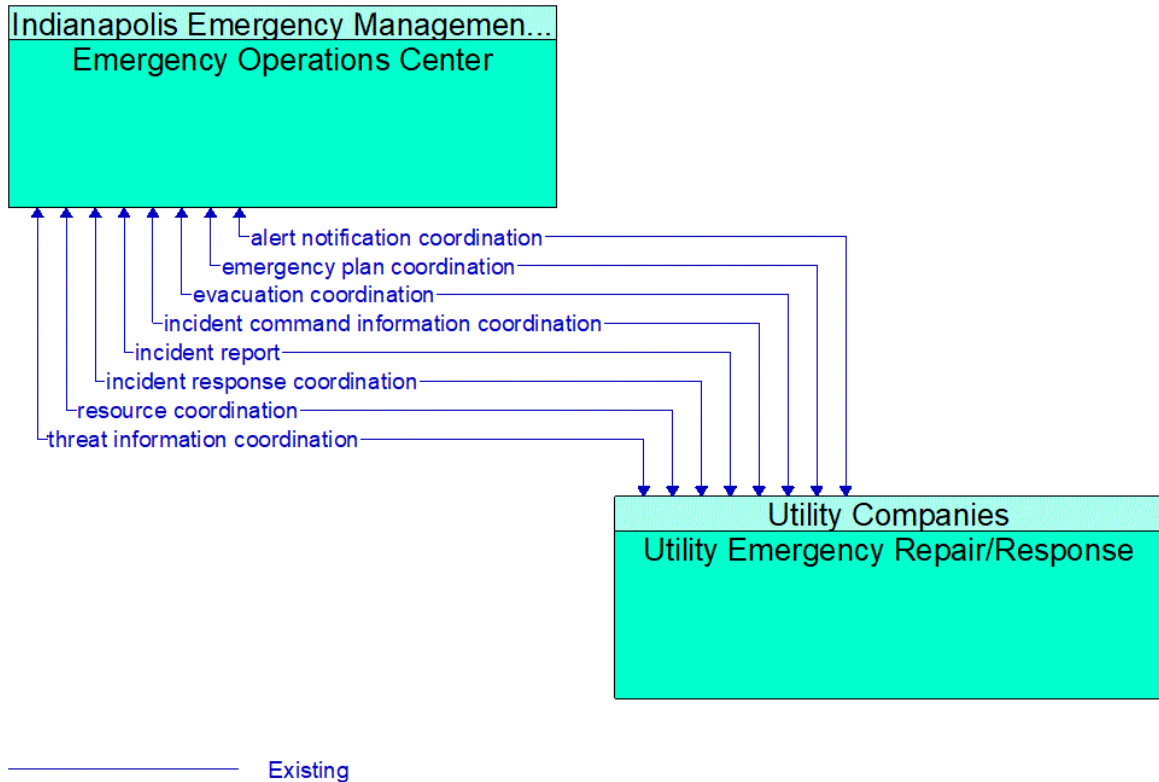 Indianapolis Emergency Managemen...
Emergency Operations Center
alert notification coordination
emergency plan coordination
evacuation coordination
incident command information coordination
incident report
incident response coordination
resource coordination
threat information coordination
Utility Companies
Utility Emergency Repair/Response
Existing